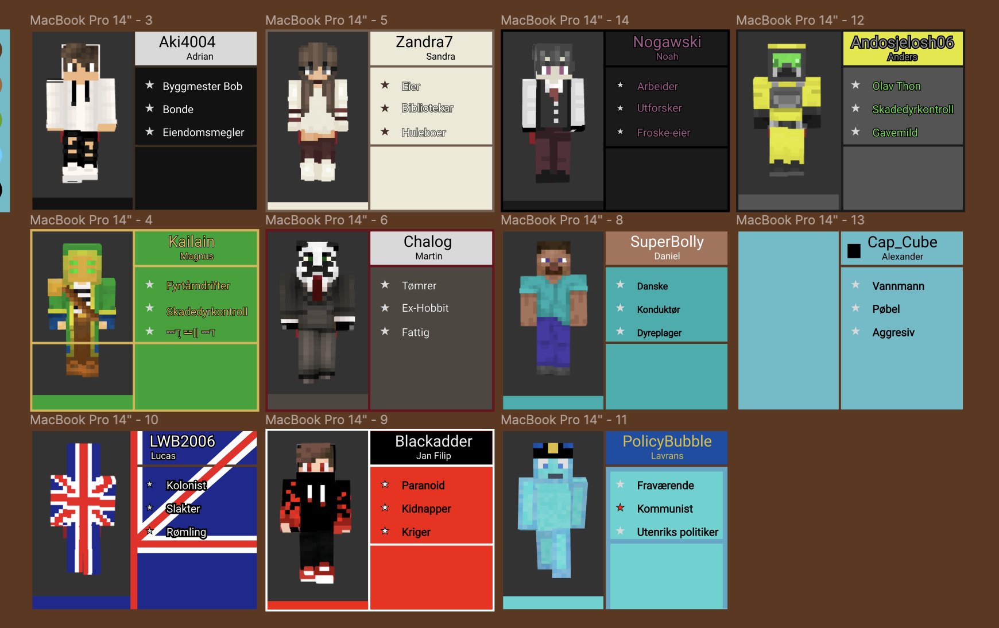 MacBook Pro 14" - 3
Aki4004
Adrian
Byggmester Bob
Bonde
Eiendomsmegler
MacBook Pro 14" - 5
Zandra7
Sandra
Eier
Bibliotekar
Huleboer
MacBook Pro 14" - 14
Nogawski
Noah
Arbeider
Utforsker
Froske-eier
MacBook Pro 14" - 12
Andosjelosh06
Anders
Olav Thon
Skadedyrkontroll
Gavemild
MacBook Pro 14" - 4
Kailain
Magnus
Fyrtårndrifter
Skadedyrkontroll
MacBook Pro 14" - 6
Chalog
Martin
Tømrer
Ex-Hobbit
Fattig
MacBook Pro 14" - 8
SuperBolly
Daniel
Danske
Konduktør
Dyreplager
MacBook Pro 14" - 13
Cap_Cube
Alexander
Vannmann
Pøbel
Aggresiv
MacBook Pro 14" - 10
LWB2006
Lucas
Kolonist
Slakter
Rømling
MacBook Pro 14" - 9
Blackadder
Jan Filip
Paranoid
Kidnapper
Kriger
MacBook Pro 14" - 11
PolicyBubble
Lavrans
Fraværende
Kommunist
Utenriks politiker